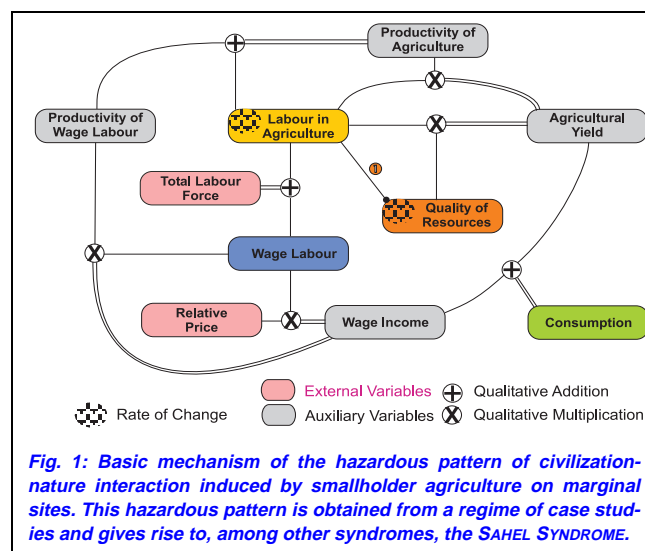 Productivity of
Agriculture
Productivity of
Wage Labour
Labour in
Agriculture
Agricultural
Yield
Total Labour
Force
Quality of
Resources
Wage Labour
Relative
Price
Wage Income
Consumption
External Variables
Qualitative Addition
Rate of Change
Auxiliary Variables
Qualitative Multiplication
Fig. 1: Basic mechanism of the hazardous pattern of civilization-
nature interaction induced by smallholder agriculture on marginal
sites. This hazardous pattern is obtained from a regime of case stud-
ies and gives rise to, among other syndromes, the SAHEL SYNDROME.